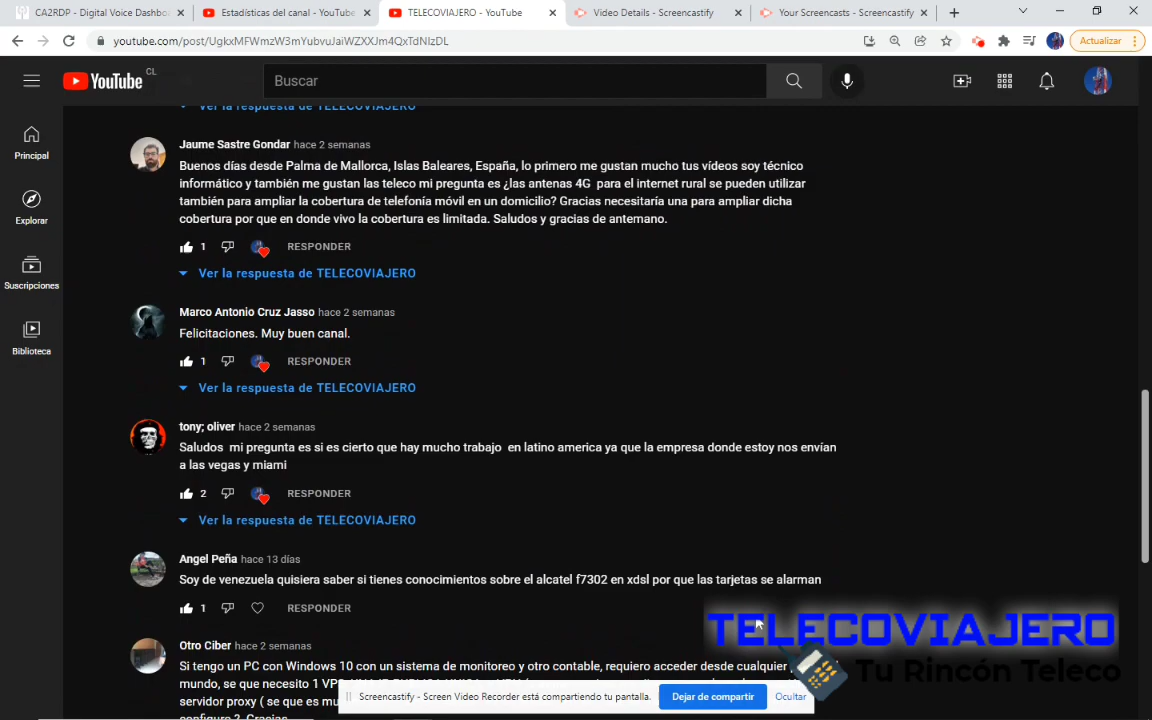 CA2RDP - Digital Voice Dashbo
Estadísticas del canal - YouTube
TELECOVIAJERO - YouTube
Video Details - Screencastify
Your Screencasts - Screencastify
youtube.com/post/UgkxMFWmzW3mYubvuJaiWZXXJm4QxTdNIzDL
Actualizar
YouTube CL
Buscar
Principal
Explorar
Suscripciones
Biblioteca
Ver la respuesta de TELECOVIAJERO
Jaume Sastre Gondar hace 2 semanas
Buenos días desde Palma de Mallorca, Islas Baleares, España, lo primero me gustan mucho tus vídeos soy técnico
informático y también me gustan las teleco mi pregunta es ¿las antenas 4G para el internet rural se pueden utilizar
también para ampliar la cobertura de telefonía móvil en un domicilio? Gracias necesitaría una para ampliar dicha
cobertura por que en donde vivo la cobertura es limitada. Saludos y gracias de antemano.
1 RESPONDER
Ver la respuesta de TELECOVIAJERO
Marco Antonio Cruz Jasso hace 2 semanas
Felicitaciones. Muy buen canal.
1 RESPONDER
Ver la respuesta de TELECOVIAJERO
tony; oliver hace 2 semanas
Saludos mi pregunta es si es cierto que hay mucho trabajo en latino america ya que la empresa donde estoy nos envían
a las vegas y miami
2 RESPONDER
Ver la respuesta de TELECOVIAJERO
Angel Peña hace 13 días
Soy de venezuela quisiera saber si tienes conocimientos sobre el alcatel f7302 en xdsl por que las tarjetas se alarman
1 RESPONDER
TELECOVIAJERO
Tu Rincón Teleco
Otro Ciber hace 2 semanas
Si tengo un PC con Windows 10 con un sistema de monitoreo y otro contable, requiero acceder desde cualquier
mundo, se que necesito 1
servidor proxy ( se que es
configuro ? Gracias
Screencastify - Screen Video Recorder está compartiendo tu pantalla.
Dejar de compartir
Ocultar